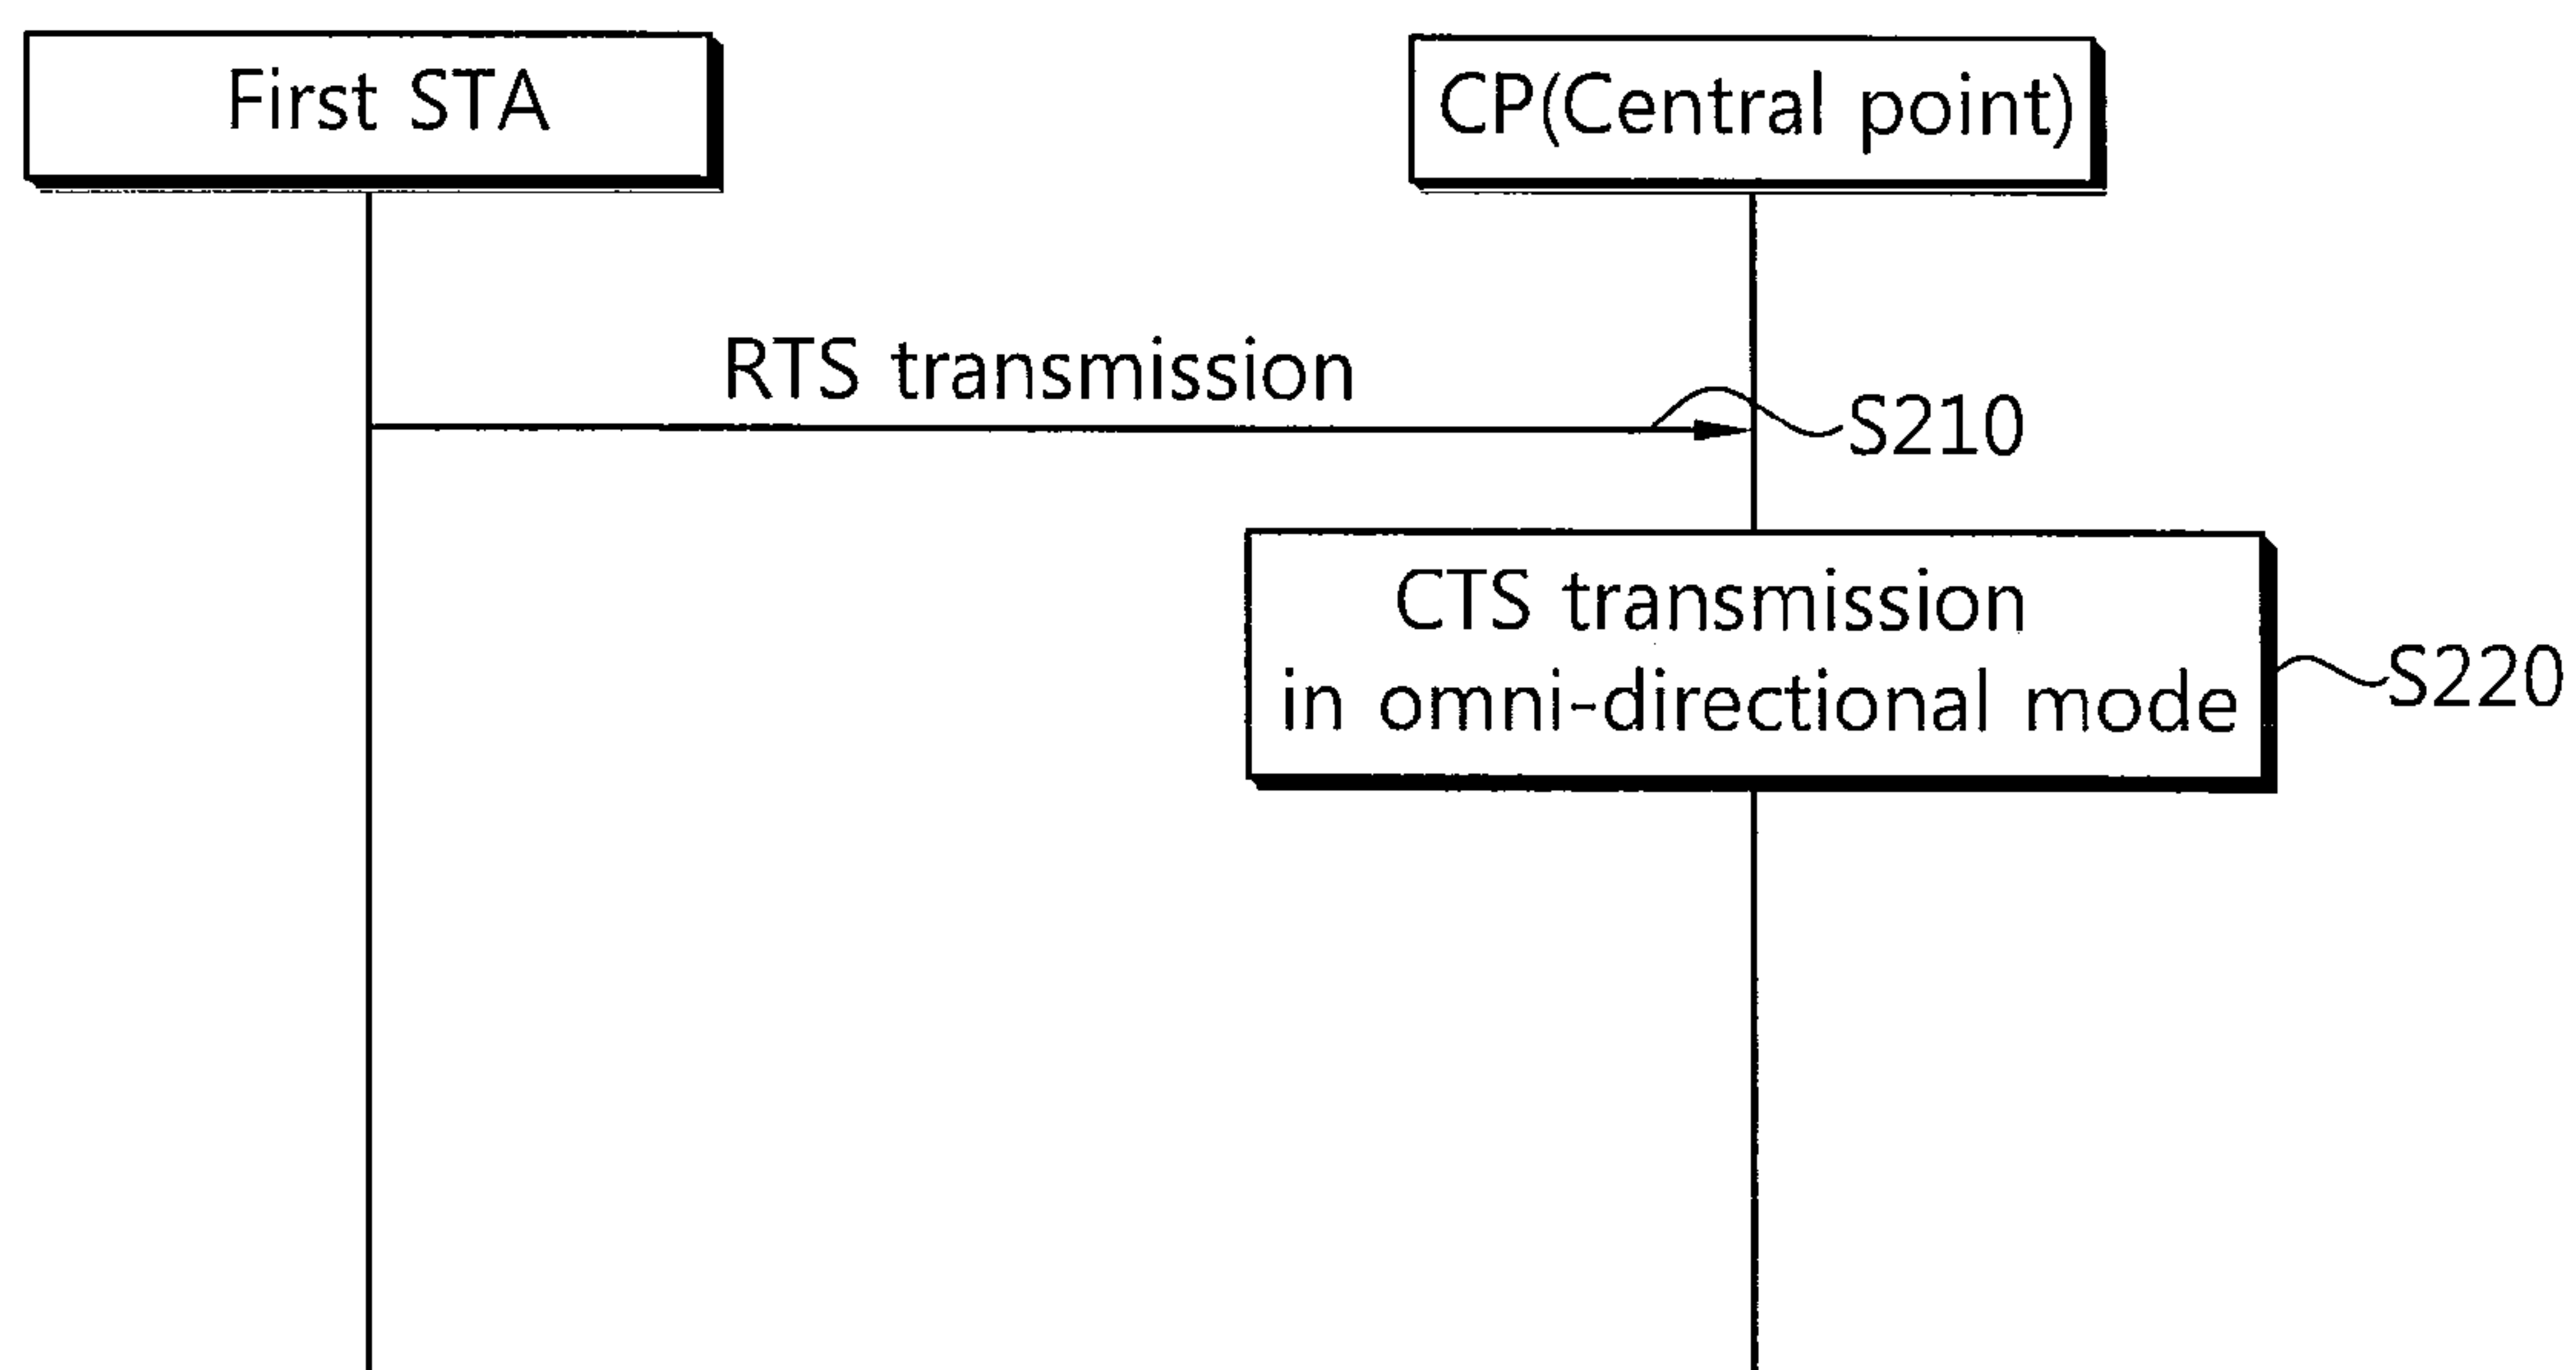 First STA
CP(Central point)
RTS transmission
S210
CTS transmission
in omni-directional mode
S220